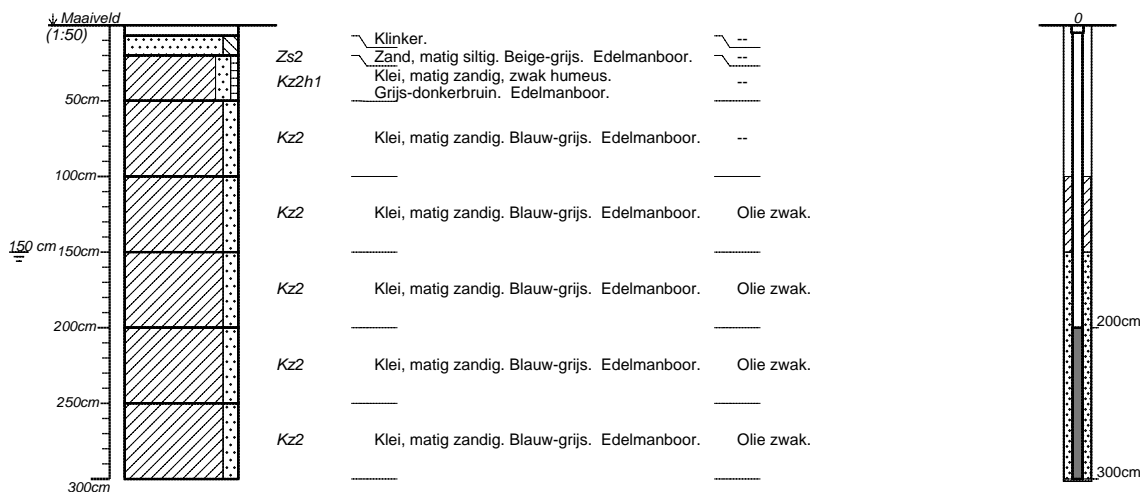 Maaiveld
(1:50)
0
Klinker. --
Zs2 Zand, matig siltig. Beige-grijs. Edelmanboor. --
Kz2h1 Klei, matig zandig, zwak humeus. --
Grijs-donkerbruin. Edelmanboor.
50cm
Kz2 Klei, matig zandig. Blauw-grijs. Edelmanboor. --
100cm
Kz2 Klei, matig zandig. Blauw-grijs. Edelmanboor. Olie zwak.
150 cm 150cm
Kz2 Klei, matig zandig. Blauw-grijs. Edelmanboor. Olie zwak.
200cm 200cm
Kz2 Klei, matig zandig. Blauw-grijs. Edelmanboor. Olie zwak.
250cm
Kz2 Klei, matig zandig. Blauw-grijs. Edelmanboor. Olie zwak.
300cm 300cm